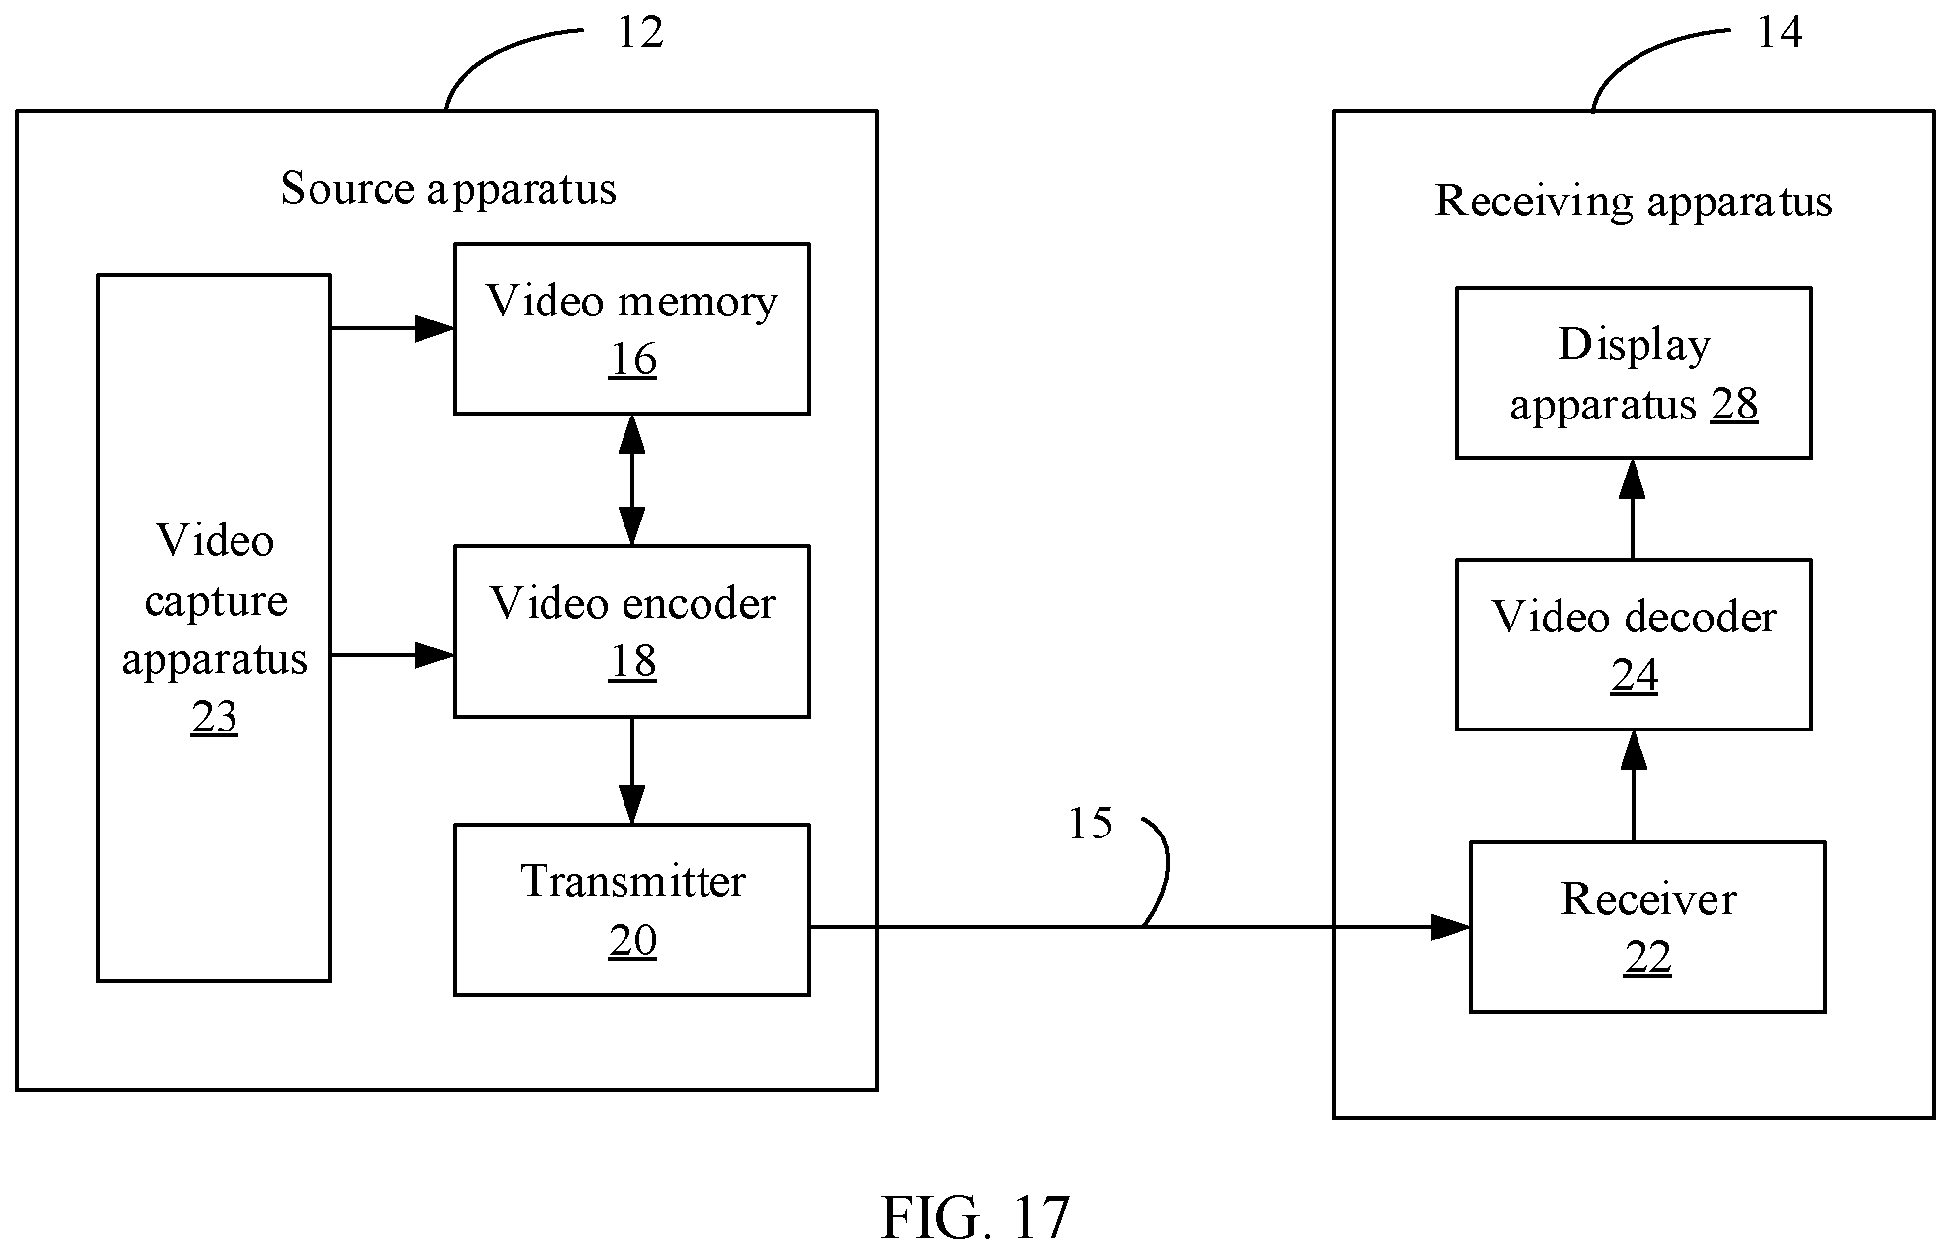 12
14
Source apparatus
Receiving apparatus
Video memory
16
Display
apparatus 28
Video
capture
apparatus
23
Video encoder
18
Video decoder
24
15
Transmitter
20
Receiver
22
FIG. 17